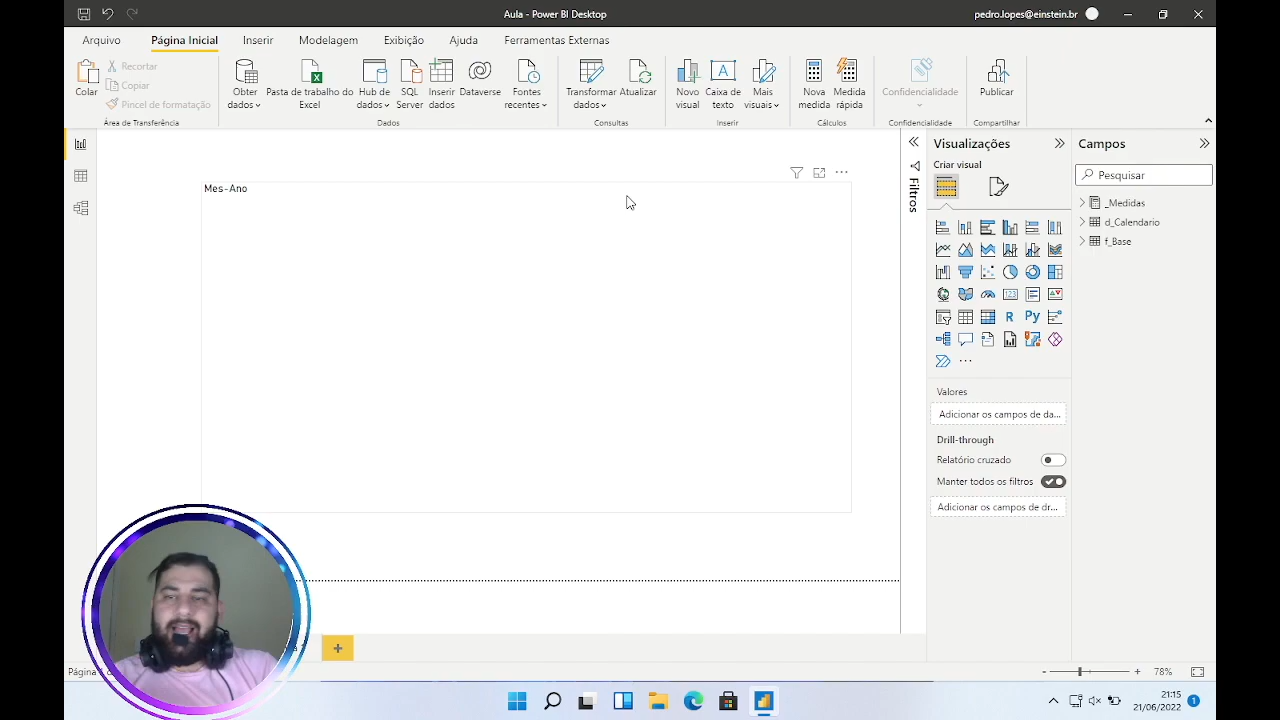 Aula - Power BI Desktop
pedro.lopes@einstein.br
Arquivo
Página Inicial
Inserir
Modelagem
Exibição
Ajuda
Ferramentas Externas
Colar
Recortar
Copiar
Pincel de formatação
Obter dados
Pasta de trabalho do Excel
Hub de dados
SQL Server
Inserir dados
Dataverse
Fontes recentes
Transformar dados
Atualizar
Novo visual
Caixa de texto
Mais visuais
Nova medida
Medida rápida
Confidencialidade
Publicar
Área de Transferência
Dados
Consultas
Inserir
Cálculos
Confidencialidade
Compartilhar
Mes-Ano
Filtros
Visualizações
Criar visual
123
R
Py
Valores
Adicionar os campos de da...
Drill-through
Relatório cruzado
Manter todos os filtros
Adicionar os campos de dr...
Campos
Pesquisar
_Medidas
d_Calendario
f_Base
Página
78%
21:15
21/06/2022
1